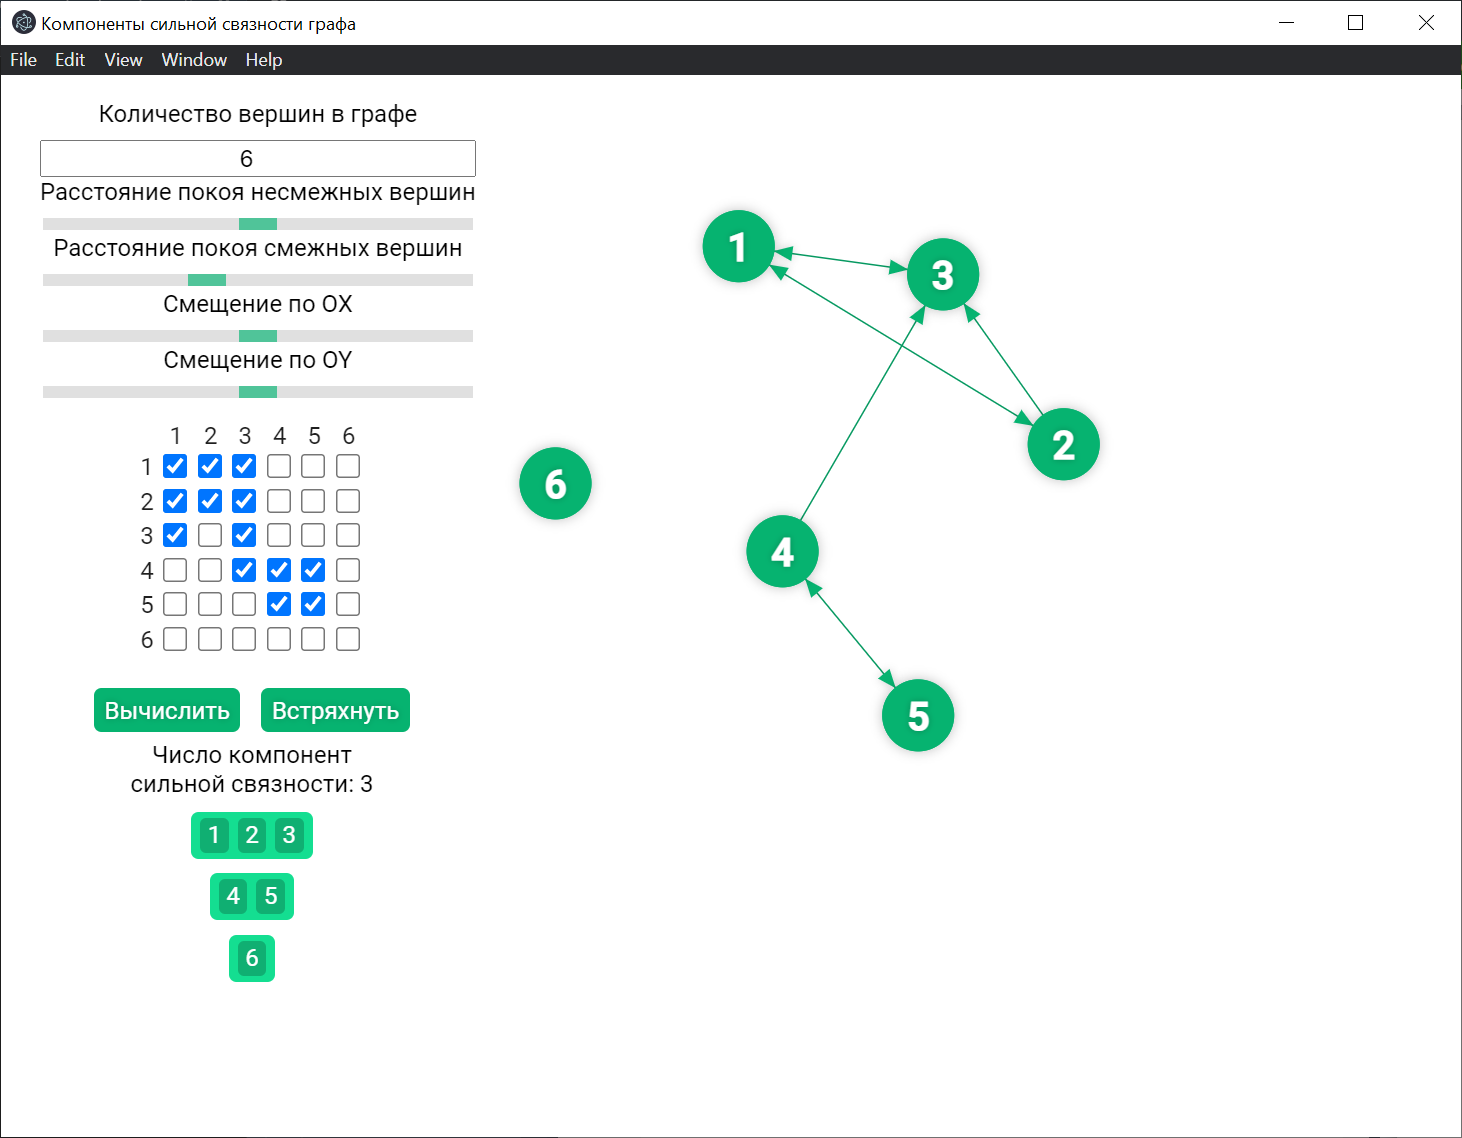 Компоненты сильной связности графа
File Edit View Window Help
Количество вершин в графе
6
Расстояние покоя несмежных вершин
Расстояние покоя смежных вершин
Смещение по OX
Смещение по OY
1 2 3 4 5 6
1
2
3
4
5
6
Вычислить Встряхнуть
Число компонент
сильной связности: 3
1 2 3
4 5
6
1
3
2
6
4
5